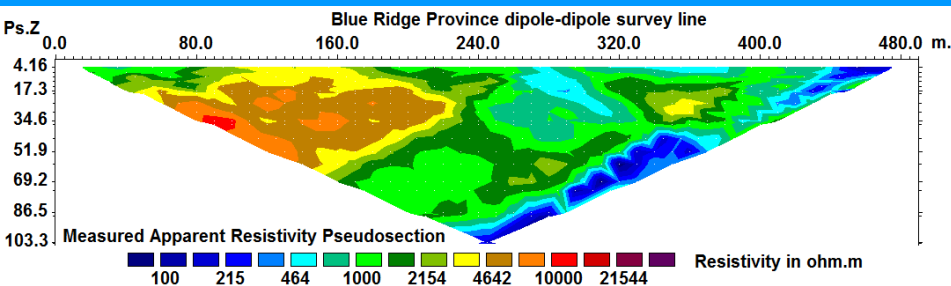 Blue Ridge Province dipole-dipole survey line
Ps.Z
0.0 80.0 160.0 240.0 320.0 400.0 480.0 m.
4.16
17.3
34.6
51.9
69.2
86.5
103.3
Measured Apparent Resistivity Pseudosection
Resistivity in ohm.m
100 215 464 1000 2154 4642 10000 21544